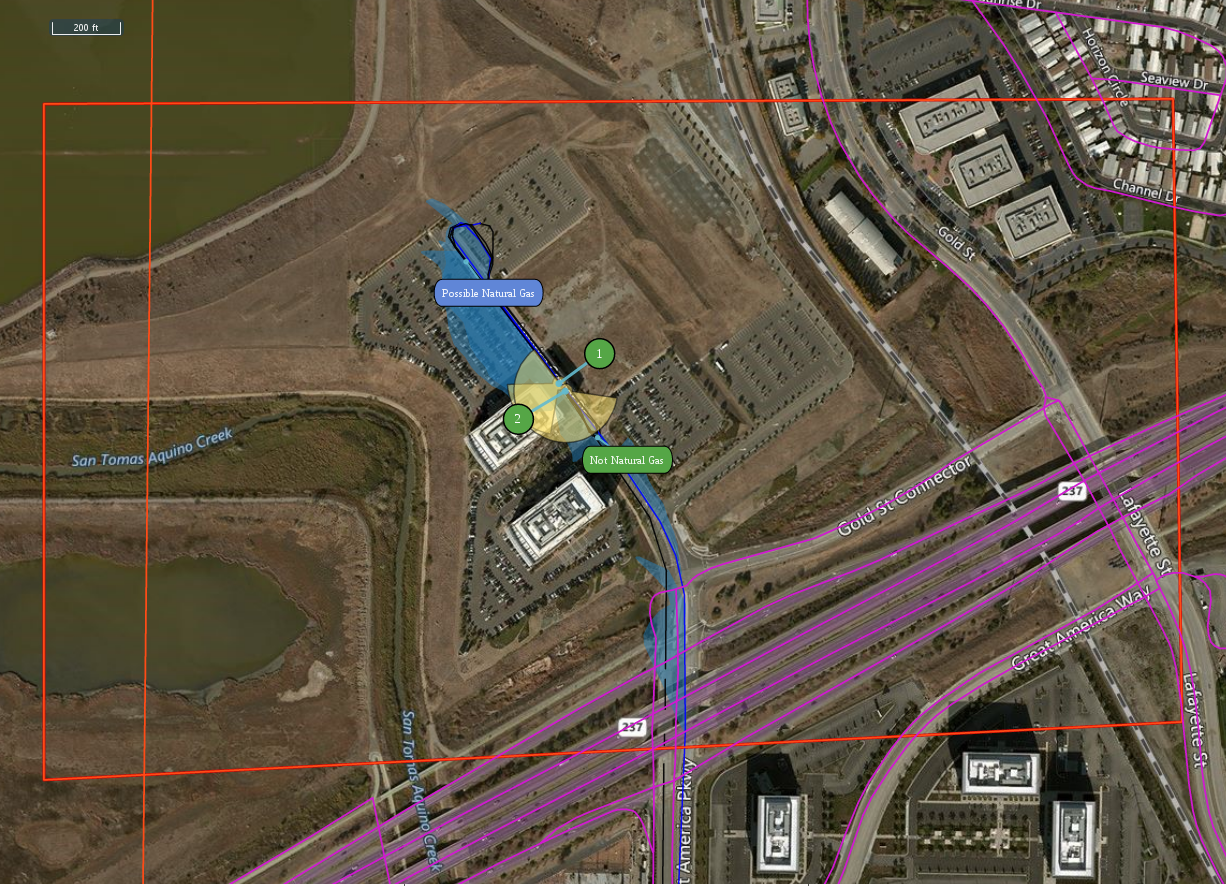 200 ft
Sunrise Dr
Horizon Circle
Seaview Dr
Channel Dr
Gold St
Possible Natural Gas
1
2
San Tomas Aquino Creek
Not Natural Gas
Gold St Connector
237
Lafayette St
Great America Way
237
Lafayette St
San Tomas Aquino Creek
America Pkwy